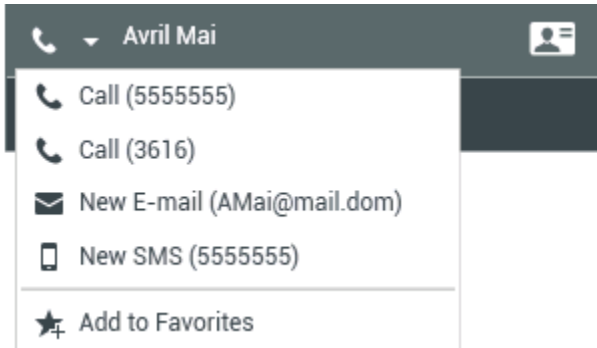 Avril Mai
Call (5555555)
Call (3616)
New E-mail (AMai@mail.dom)
New SMS (5555555)
Add to Favorites